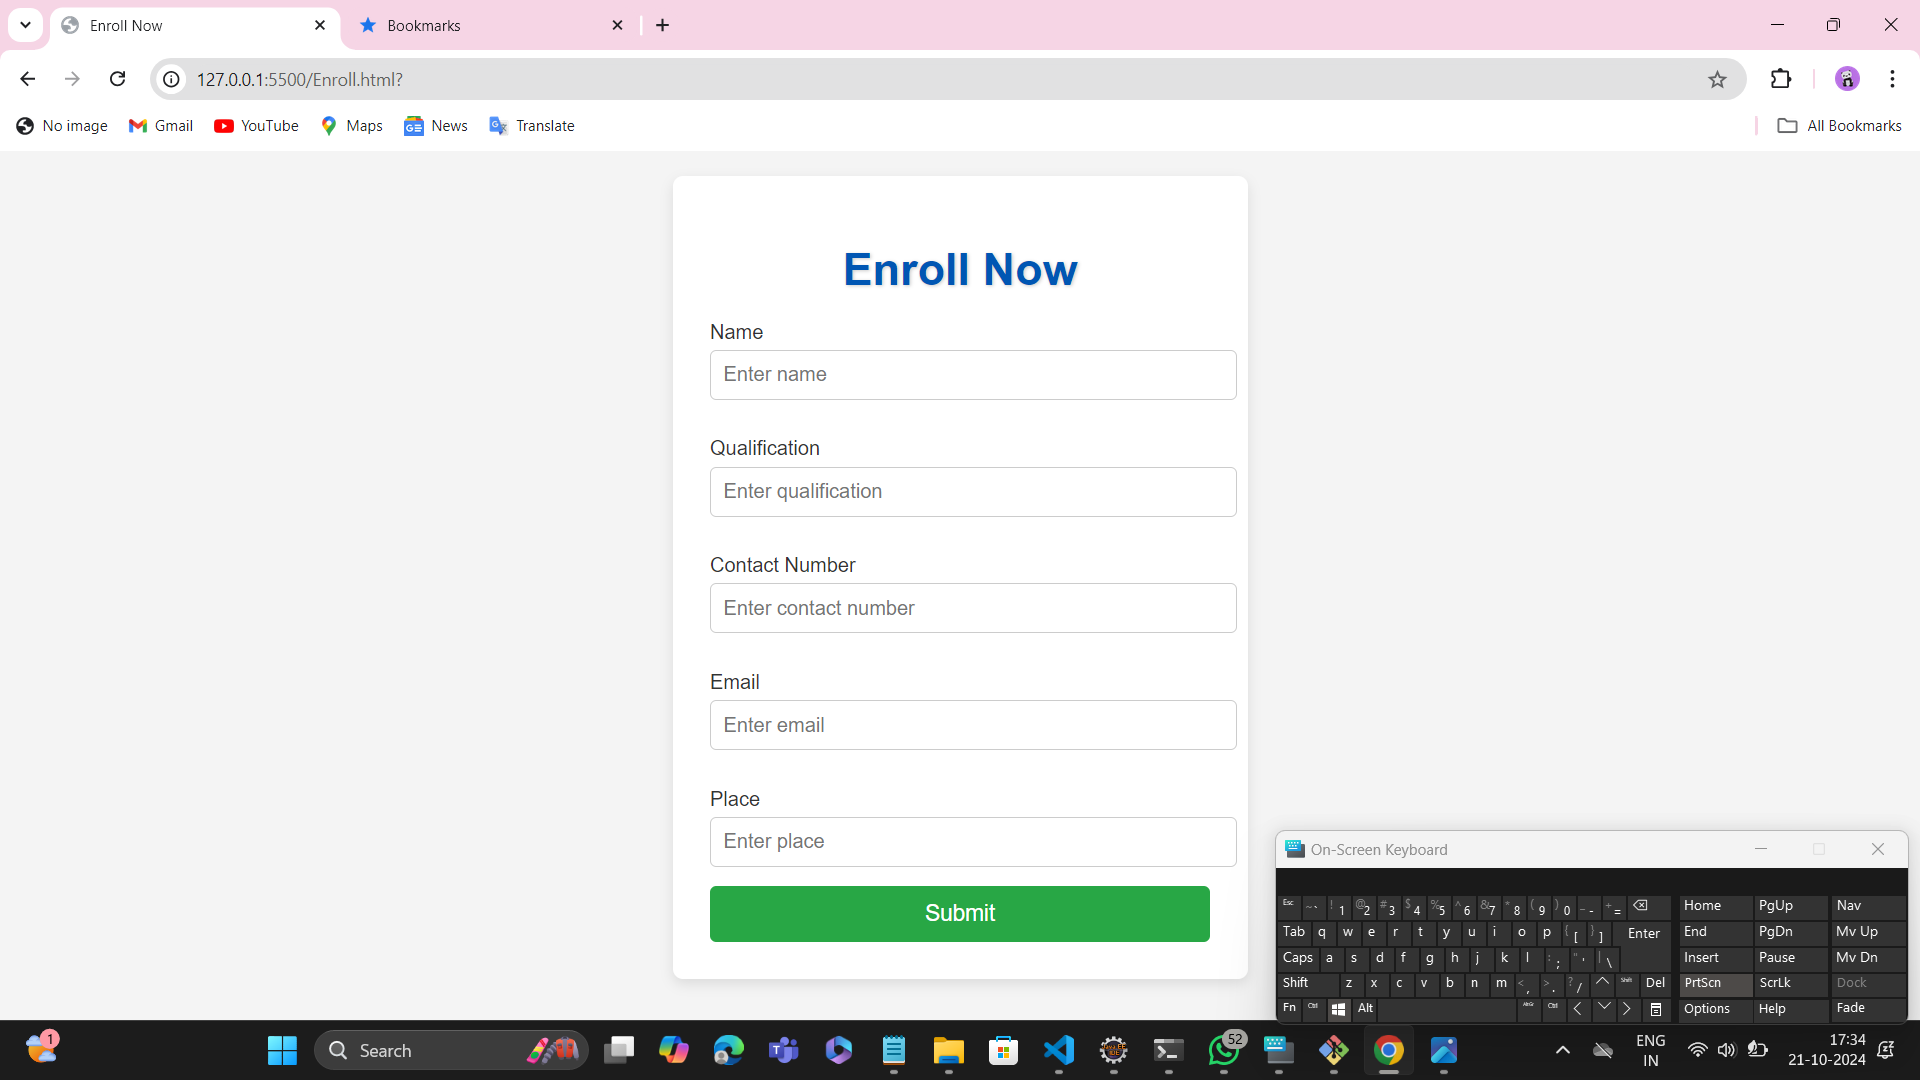 Enroll Now
Bookmarks
127.0.0.1:5500/Enroll.html?
No image
Gmail
YouTube
Maps
News
Translate
All Bookmarks
Enroll Now
Name
Enter name
Qualification
Enter qualification
Contact Number
Enter contact number
Email
Enter email
Place
Enter place
Submit
On-Screen Keyboard
Esc ~ ` ! 1 @ 2 # 3 $ 4 % 5 ^ 6 & 7 * 8 ( 9 ) 0 _ - + = Home PgUp Nav
Tab q w e r t y u i o p { [ } ] Enter End PgDn Mv Up
Caps a s d f g h j k l : ; " ' | \ Insert Pause Mv Dn
Shift z x c v b n m < , > . ? / Shift Del PrtScn ScrLk Dock
Fn Ctrl Alt AltGr Ctrl Options Help Fade
1
Search
52
ENG
IN
17:34
21-10-2024